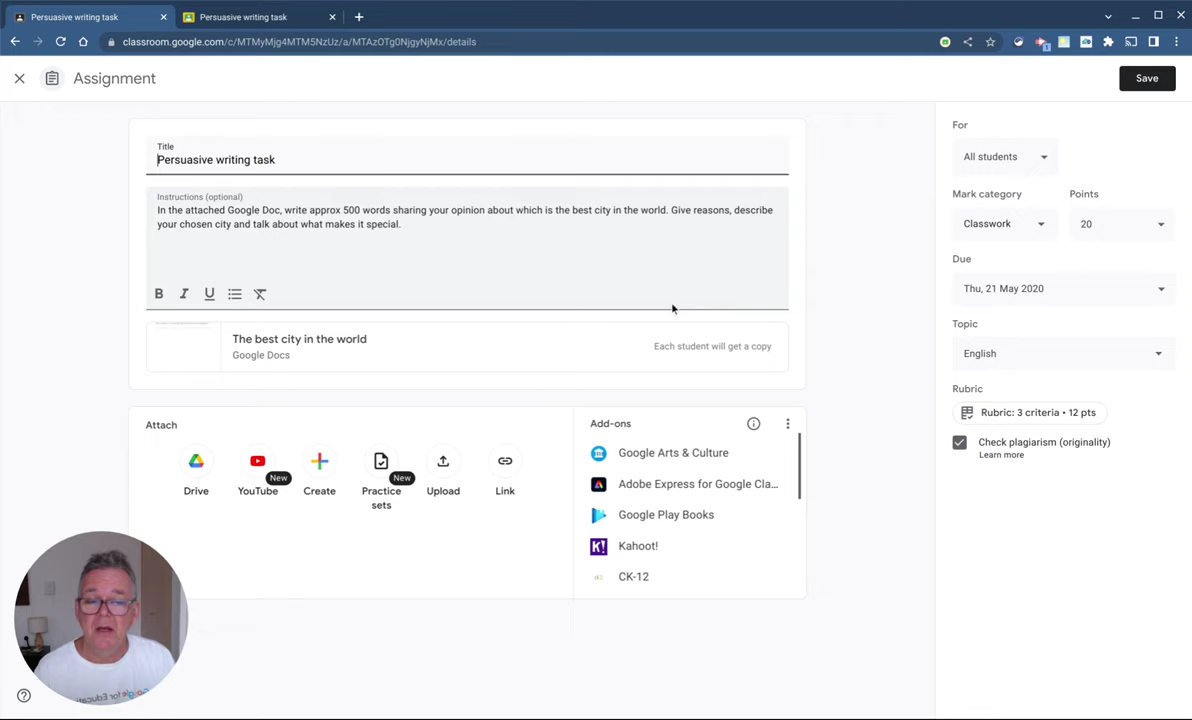 Persuasive writing task
Persuasive writing task
classroom.google.com/c/MTMyMjg4MTM5NzUz/a/MTAzOTg0NjgyNjMx/details
Assignment
Save
Title
Persuasive writing task
Instructions (optional)
In the attached Google Doc, write approx 500 words sharing your opinion about which is the best city in the world. Give reasons, describe
your chosen city and talk about what makes it special.
B I U
The best city in the world
Google Docs
Each student will get a copy
Attach
Drive
YouTube
New
Create
Practice
sets
New
Upload
Link
Add-ons
Google Arts & Culture
Adobe Express for Google Cla...
Google Play Books
K!
Kahoot!
CK-12
For
All students
Mark category
Points
Classwork
20
Due
Thu, 21 May 2020
Topic
English
Rubric
Rubric: 3 criteria • 12 pts
Check plagiarism (originality)
Learn more